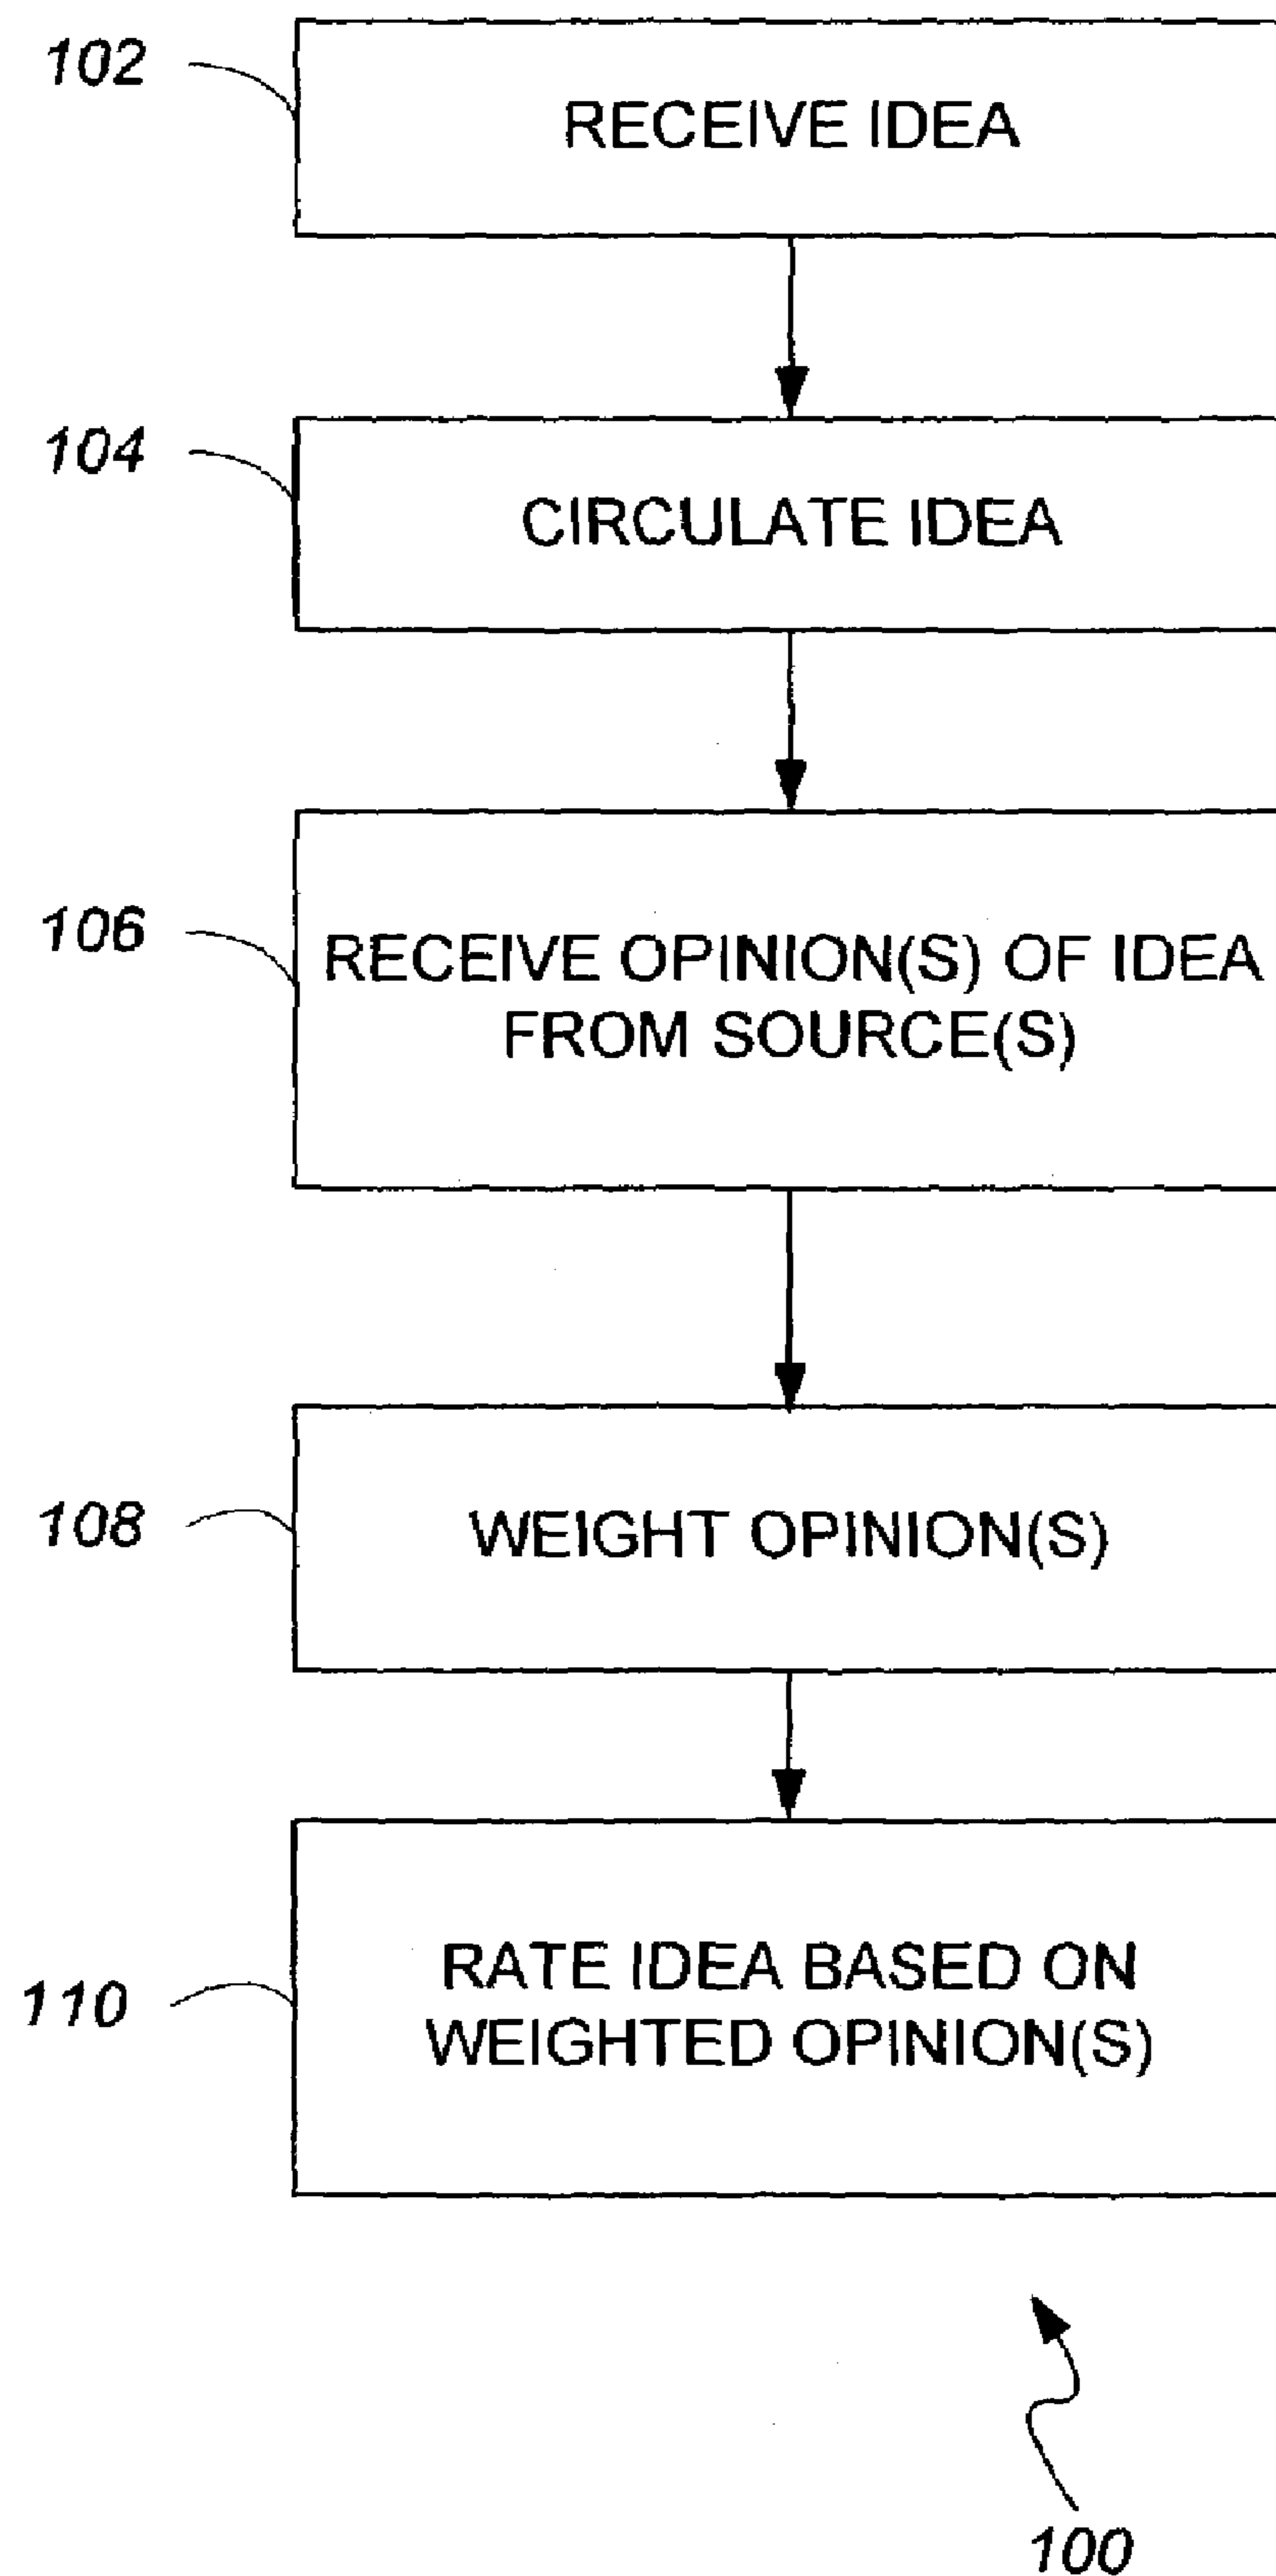 102
RECEIVE IDEA
104
CIRCULATE IDEA
106
RECEIVE OPINION(S) OF IDEA
FROM SOURCE(S)
108
WEIGHT OPINION(S)
110
RATE IDEA BASED ON
WEIGHTED OPINION(S)
100